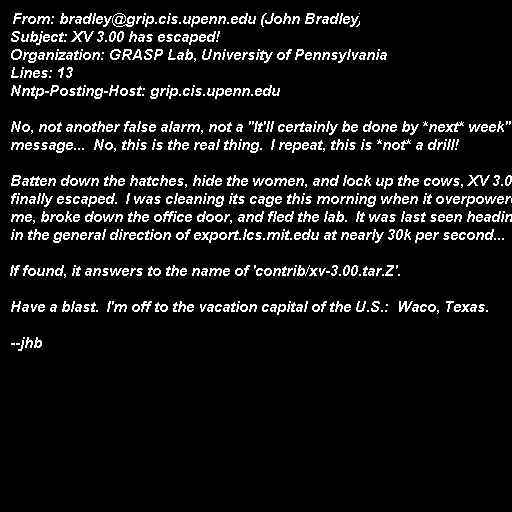 From: bradley@grip.cis.upenn.edu (John Bradley)
Subject: XV 3.00 has escaped!
Organization: GRASP Lab, University of Pennsylvania
Lines: 13
Nntp-Posting-Host: grip.cis.upenn.edu

No, not another false alarm, not a "It'll certainly be done by *next* week"
message...  No, this is the real thing.  I repeat, this is *not* a drill!

Batten down the hatches, hide the women, and lock up the cows, XV 3.0
finally escaped.  I was cleaning its cage this morning when it overpower
me, broke down the office door, and fled the lab.  It was last seen headin
in the general direction of export.lcs.mit.edu at nearly 30k per second...

If found, it answers to the name of 'contrib/xv-3.00.tar.Z'.

Have a blast.  I'm off to the vacation capital of the U.S.:  Waco, Texas.

--jhb